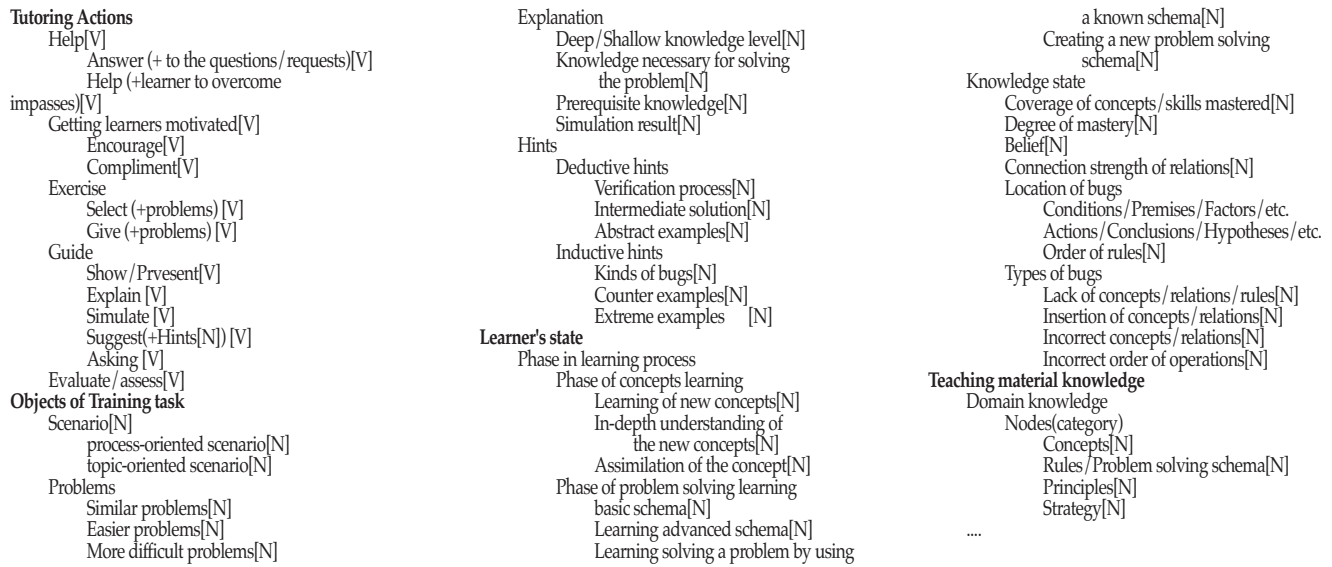 Tutoring Actions
Help[V]
Answer (+ to the questions/requests)[V]
Help (+learner to overcome
impasses)[V]
Getting learners motivated[V]
Encourage[V]
Compliment[V]
Exercise
Select (+problems) [V]
Give (+problems) [V]
Guide
Show/Prvesent[V]
Explain [V]
Simulate [V]
Suggest(+Hints[N]) [V]
Asking [V]
Evaluate/assess[V]
Objects of Training task
Scenario[N]
process-oriented scenario[N]
topic-oriented scenario[N]
Problems
Similar problems[N]
Easier problems[N]
More difficult problems[N]
Explanation
Deep/Shallow knowledge level[N]
Knowledge necessary for solving
the problem[N]
Prerequisite knowledge[N]
Simulation result[N]
Hints
Deductive hints
Verification process[N]
Intermediate solution[N]
Abstract examples[N]
Inductive hints
Kinds of bugs[N]
Counter examples[N]
Extreme examples [N]
Learner's state
Phase in learning process
Phase of concepts learning
Learning of new concepts[N]
In-depth understanding of
the new concepts[N]
Assimilation of the concept[N]
Phase of problem solving learning
basic schema[N]
Learning advanced schema[N]
Learning solving a problem by using
a known schema[N]
Creating a new problem solving
schema[N]
Knowledge state
Coverage of concepts/skills mastered[N]
Degree of mastery[N]
Belief[N]
Connection strength of relations[N]
Location of bugs
Conditions/Premises/Factors/etc.
Actions/Conclusions/Hypotheses/etc.
Order of rules[N]
Types of bugs
Lack of concepts/relations/rules[N]
Insertion of concepts/relations[N]
Incorrect concepts/relations[N]
Incorrect order of operations[N]
Teaching material knowledge
Domain knowledge
Nodes(category)
Concepts[N]
Rules/Problem solving schema[N]
Principles[N]
Strategy[N]
....